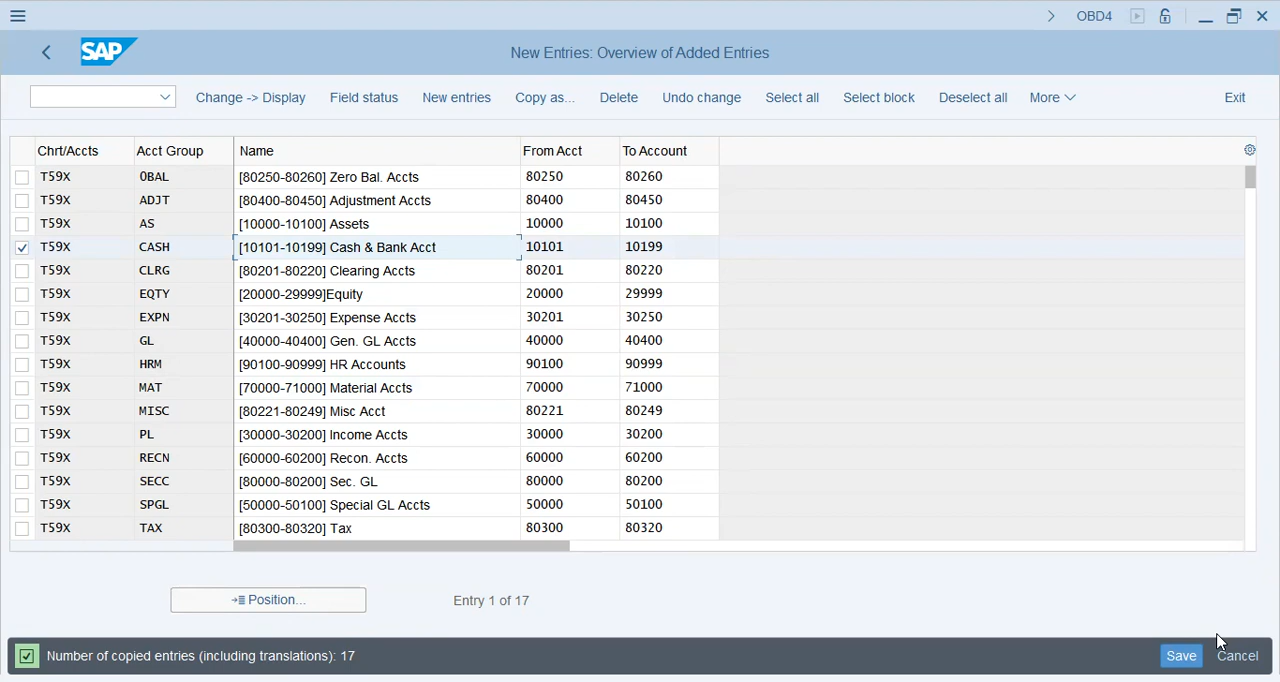 OBD4
SAP
New Entries: Overview of Added Entries
Change -> Display Field status New entries Copy as... Delete Undo change Select all Select block Deselect all More Exit
Chrt/Accts Acct Group Name From Acct To Account
T59X OBAL [80250-80260] Zero Bal. Accts 80250 80260
T59X ADJT [80400-80450] Adjustment Accts 80400 80450
T59X AS [10000-10100] Assets 10000 10100
T59X CASH [10101-10199] Cash & Bank Acct 10101 10199
T59X CLRG [80201-80220] Clearing Accts 80201 80220
T59X EQTY [20000-29999]Equity 20000 29999
T59X EXPN [30201-30250] Expense Accts 30201 30250
T59X GL [40000-40400] Gen. GL Accts 40000 40400
T59X HRM [90100-90999] HR Accounts 90100 90999
T59X MAT [70000-71000] Material Accts 70000 71000
T59X MISC [80221-80249] Misc Acct 80221 80249
T59X PL [30000-30200] Income Accts 30000 30200
T59X RECN [60000-60200] Recon. Accts 60000 60200
T59X SECC [80000-80200] Sec. GL 80000 80200
T59X SPGL [50000-50100] Special GL Accts 50000 50100
T59X TAX [80300-80320] Tax 80300 80320
Position... Entry 1 of 17
Number of copied entries (including translations): 17 Save Cancel